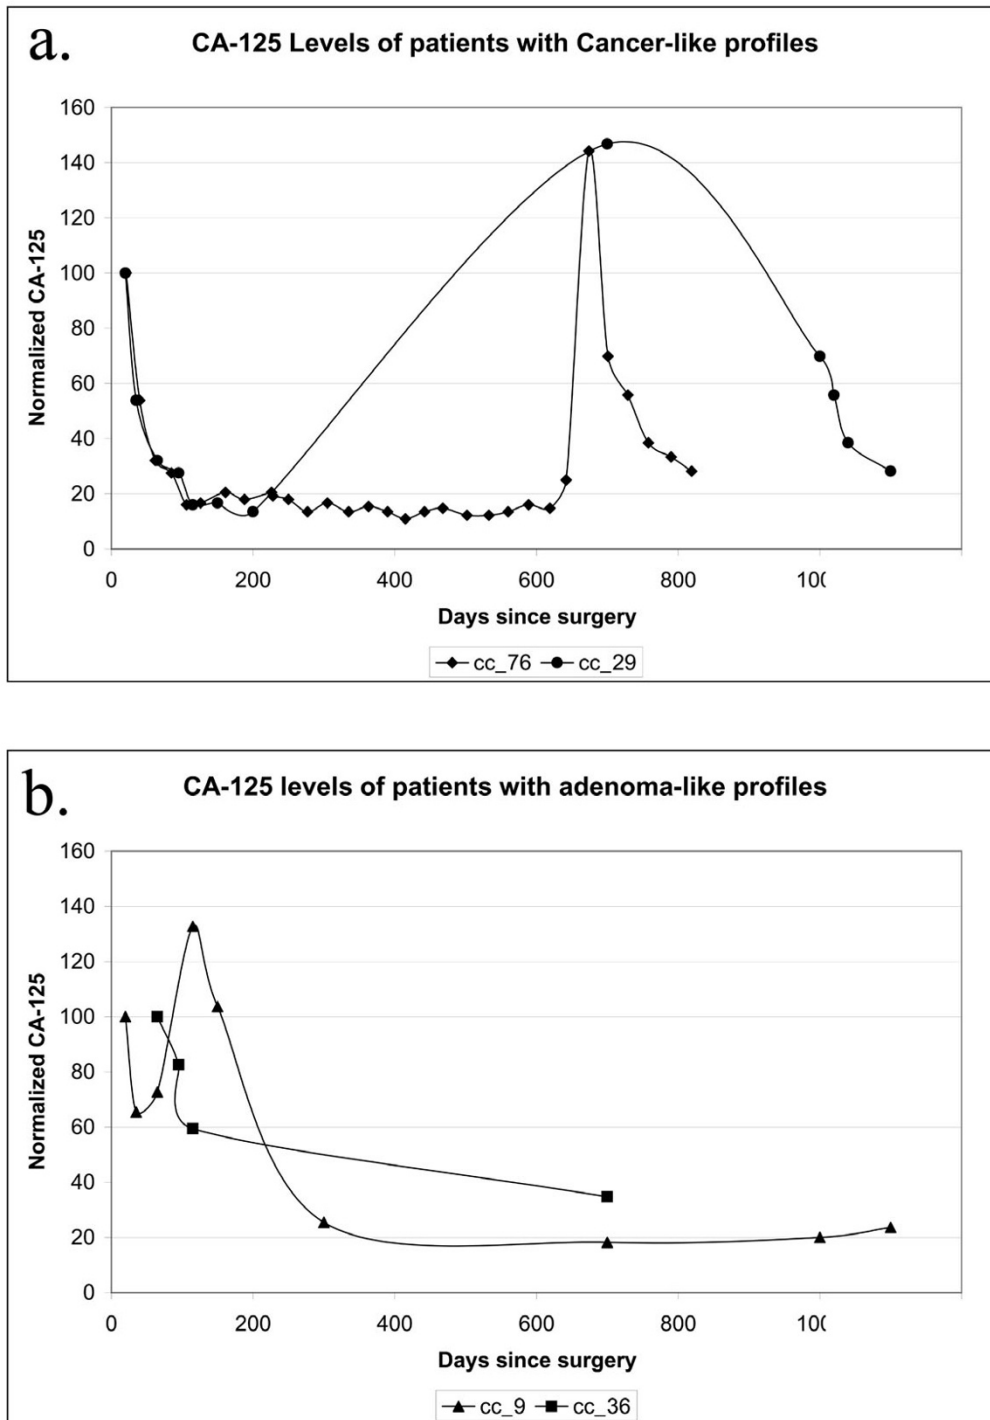 a.
CA-125 Levels of patients with Cancer-like profiles
160
140
120
100
80
60
40
20
0
Normalized CA-125
0 200 400 600 800 100
Days since surgery
cc_76 cc_29
b.
CA-125 levels of patients with adenoma-like profiles
160
140
120
100
80
60
40
20
0
Normalized CA-125
0 200 400 600 800 100
Days since surgery
cc_9 cc_36